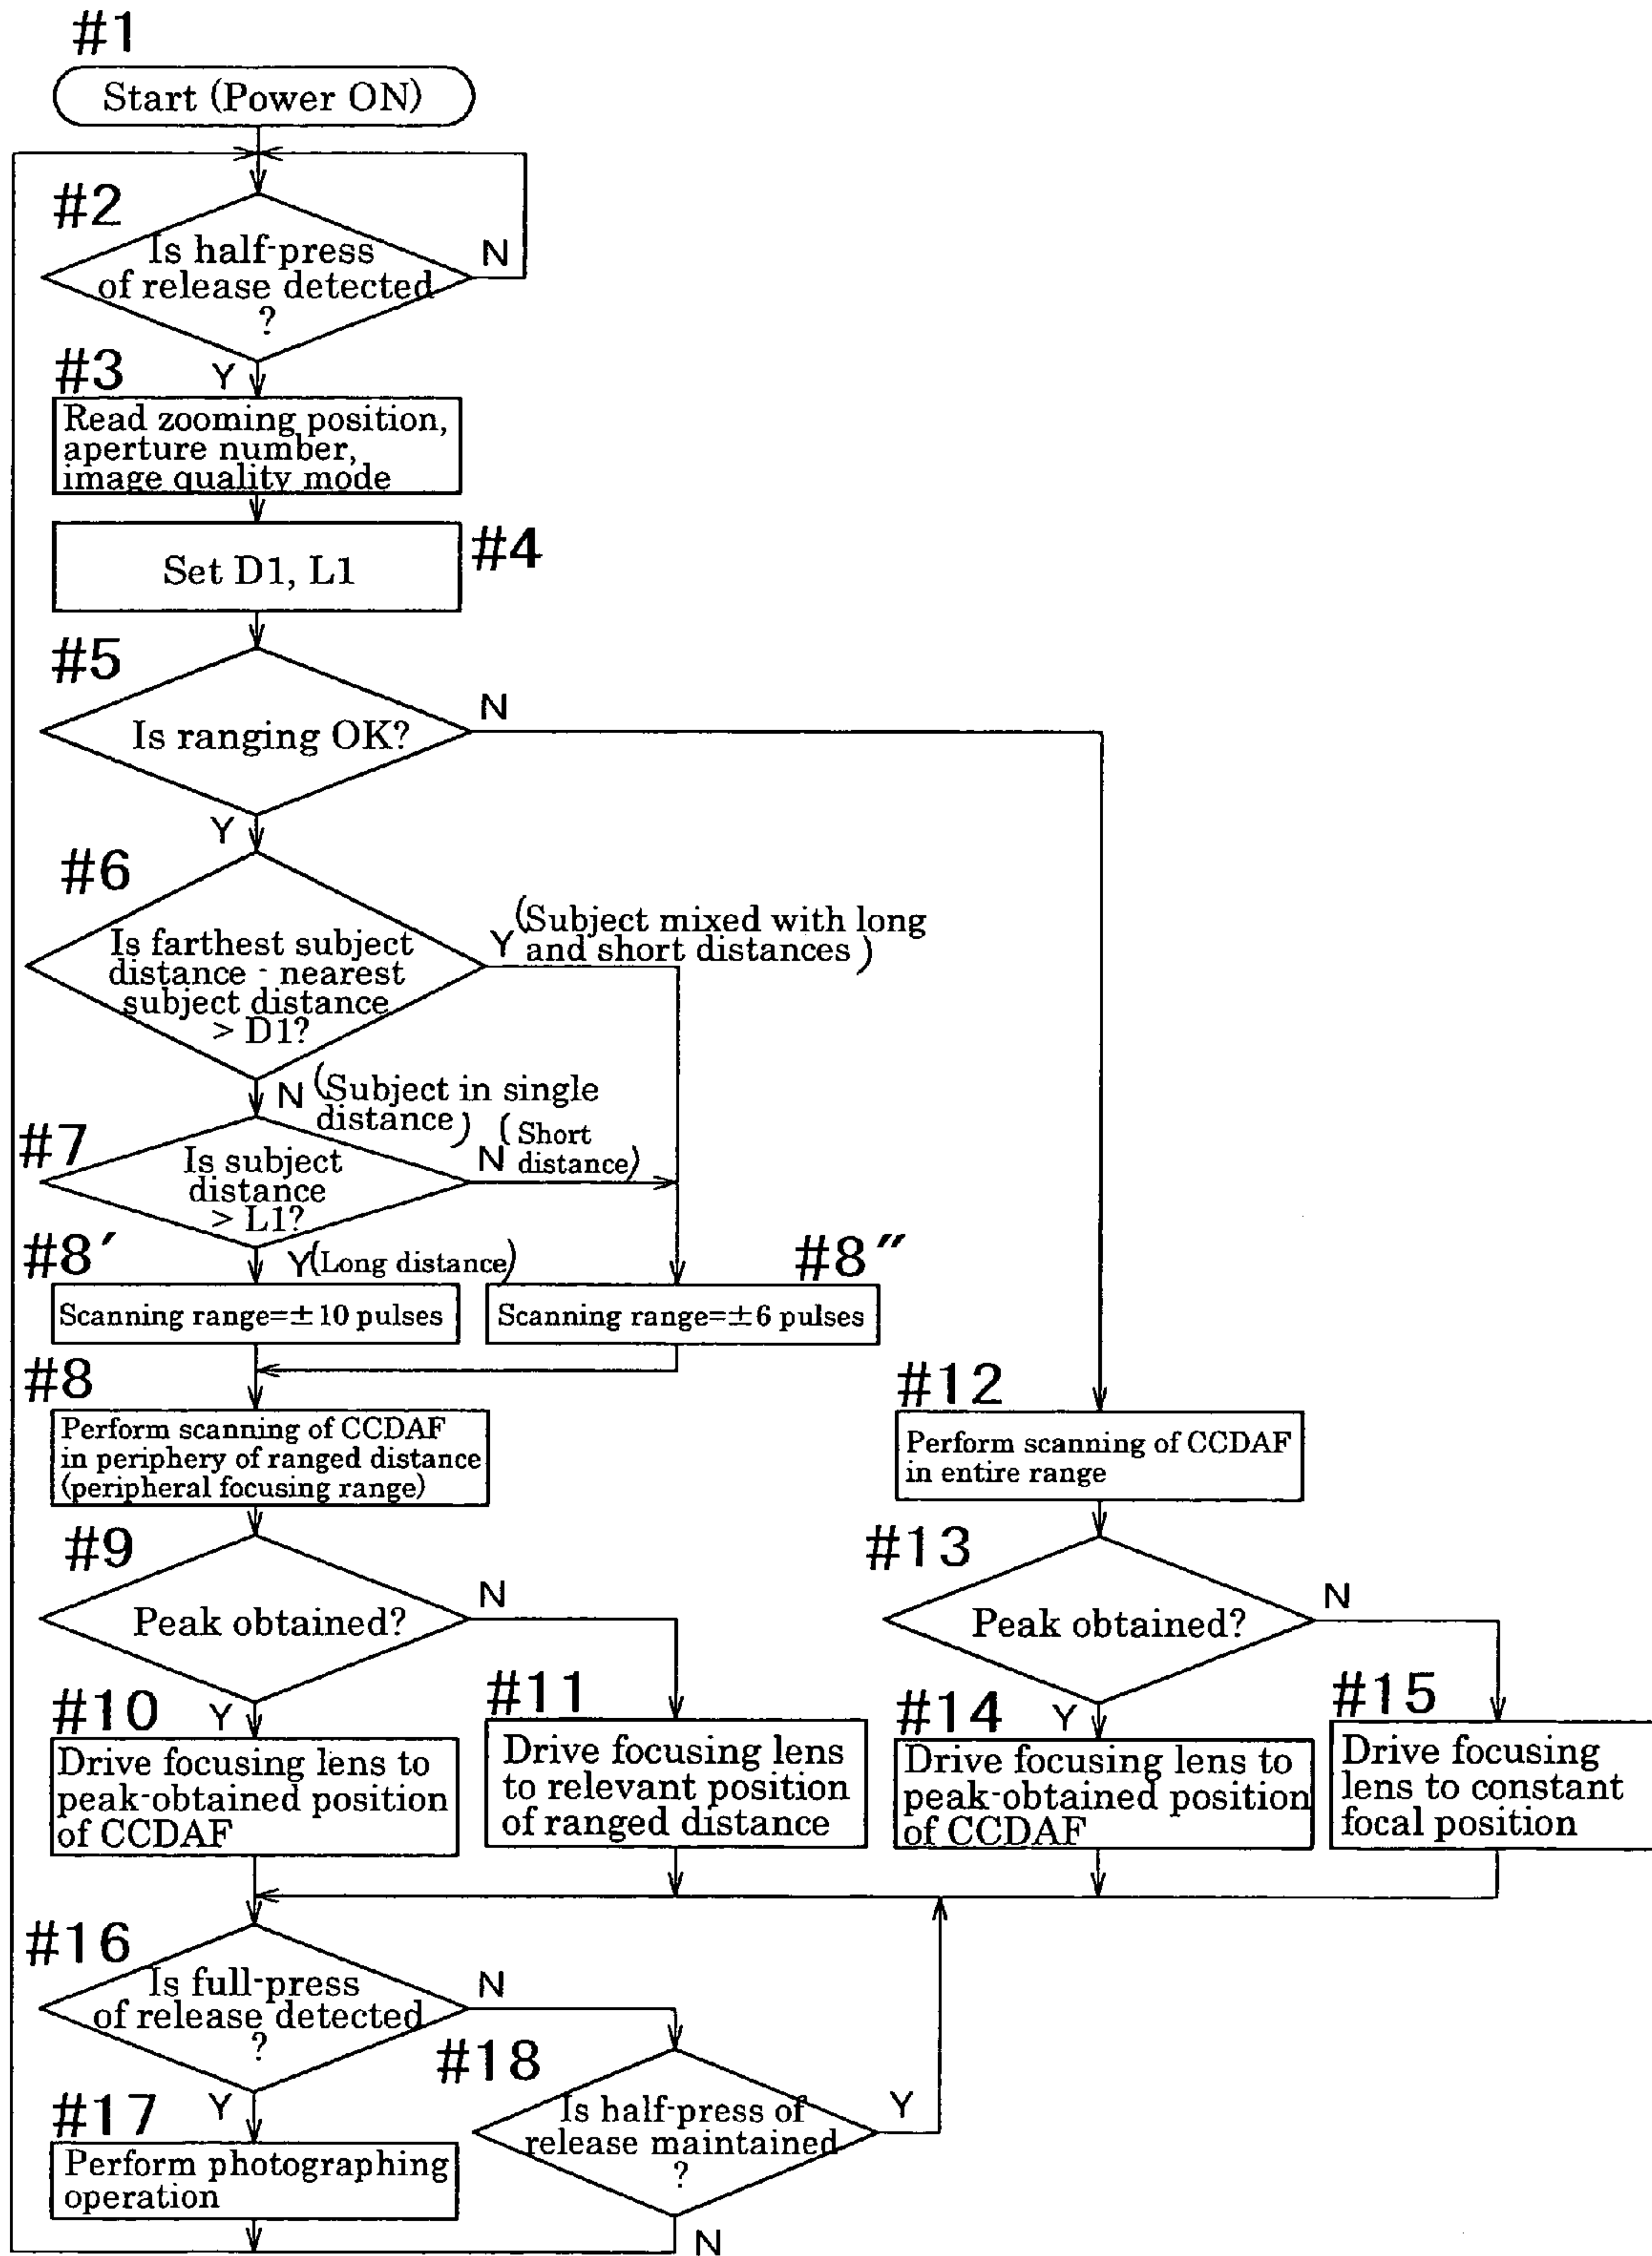 #1
Start (Power ON)
#2
Is half-press
of release detected
?
N
Y
#3
Read zooming position,
aperture number,
image quality mode
Set D1, L1
#4
#5
Is ranging OK?
N
Y
#6
Is farthest subject
distance - nearest
subject distance
> D1?
Y (Subject mixed with long
and short distances)
N (Subject in single
distance)
#7
Is subject
distance
> L1?
N (Short
distance)
Y(Long distance)
#8′
Scanning range=±10 pulses
#8″
Scanning range=±6 pulses
#8
Perform scanning of CCDAF
in periphery of ranged distance
(peripheral focusing range)
#12
Perform scanning of CCDAF
in entire range
#9
Peak obtained?
N
Y
#13
Peak obtained?
N
Y
#10
Drive focusing lens to
peak-obtained position
of CCDAF
#11
Drive focusing lens
to relevant position
of ranged distance
#14
Drive focusing lens to
peak-obtained position
of CCDAF
#15
Drive focusing
lens to constant
focal position
#16
Is full-press
of release detected
?
N
Y
#18
Is half-press of
release maintained
?
Y
N
#17
Perform photographing
operation